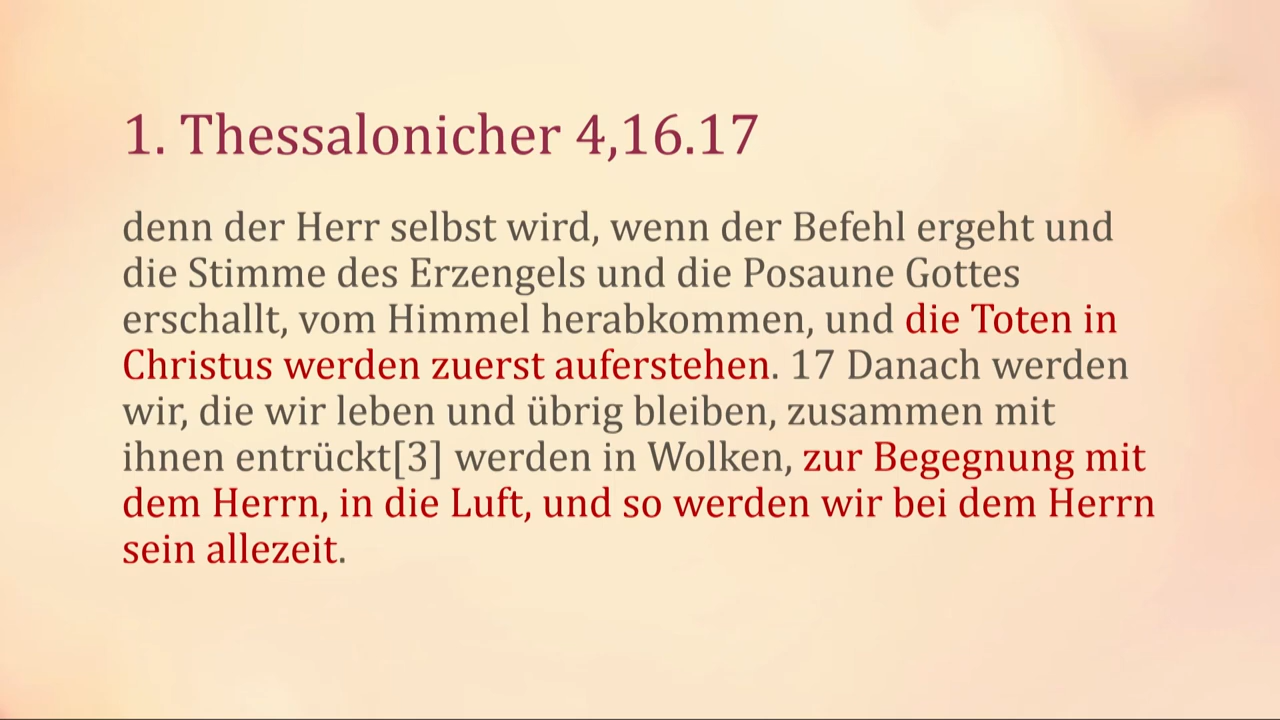 1. Thessalonicher 4,16.17
denn der Herr selbst wird, wenn der Befehl ergeht und
die Stimme des Erzengels und die Posaune Gottes
erschallt, vom Himmel herabkommen, und die Toten in
Christus werden zuerst auferstehen. 17 Danach werden
wir, die wir leben und übrig bleiben, zusammen mit
ihnen entrückt[3] werden in Wolken, zur Begegnung mit
dem Herrn, in die Luft, und so werden wir bei dem Herrn
sein allezeit.